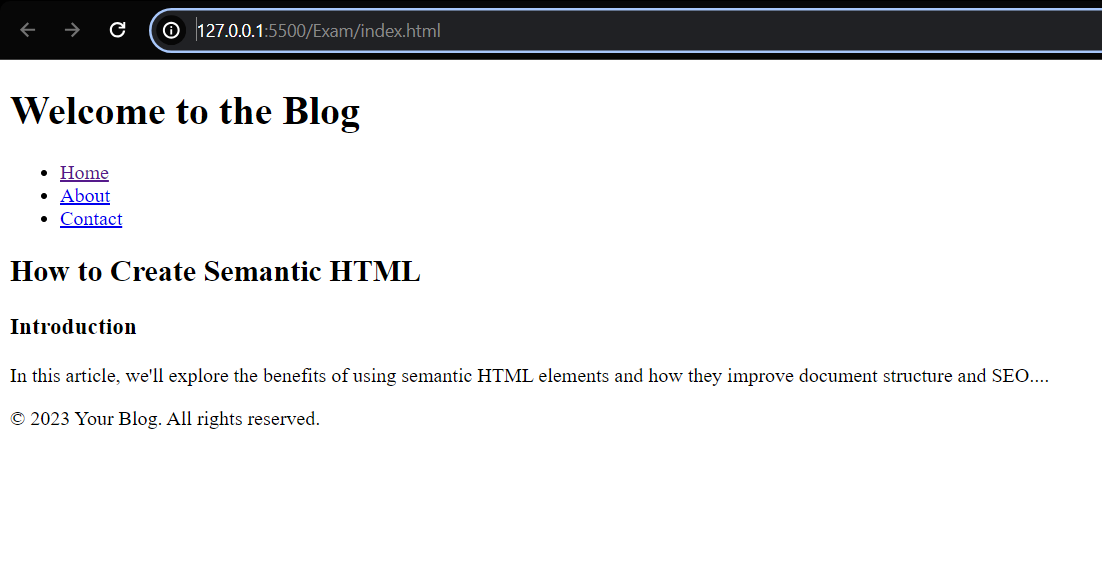 127.0.0.1:5500/Exam/index.html
Welcome to the Blog
Home
About
Contact
How to Create Semantic HTML
Introduction
In this article, we'll explore the benefits of using semantic HTML elements and how they improve document structure and SEO....
© 2023 Your Blog. All rights reserved.